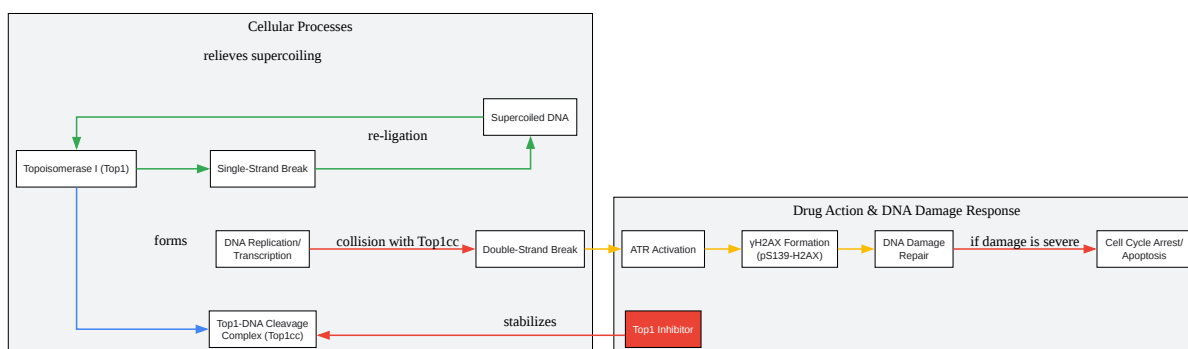 Cellular Processes
relieves supercoiling
Supercoiled DNA
re-ligation
Topoisomerase I (Top1)
Single-Strand Break
Drug Action & DNA Damage Response
forms
DNA Replication/
Transcription
collision with Top1cc
Double-Strand Break
ATR Activation
γH2AX Formation
(pS139-H2AX)
DNA Damage
Repair
if damage is severe
Cell Cycle Arrest/
Apoptosis
Top1-DNA Cleavage
Complex (Top1cc)
stabilizes
Top1 Inhibitor